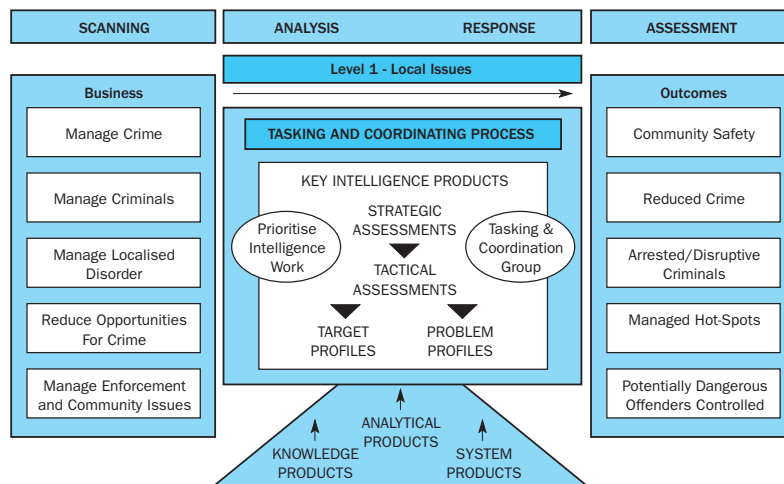 SCANNING
ANALYSIS
RESPONSE
ASSESSMENT
Level 1 - Local Issues
Business
Manage Crime
Manage Criminals
Manage Localised
Disorder
Reduce Opportunities
For Crime
Manage Enforcement
and Community Issues
TASKING AND COORDINATING PROCESS
KEY INTELLIGENCE PRODUCTS
STRATEGIC
ASSESSMENTS
Prioritise
Intelligence
Work
Tasking &
Coordination
Group
TACTICAL
ASSESSMENTS
TARGET
PROFILES
PROBLEM
PROFILES
ANALYTICAL
PRODUCTS
KNOWLEDGE
PRODUCTS
SYSTEM
PRODUCTS
Outcomes
Community Safety
Reduced Crime
Arrested/Disruptive
Criminals
Managed Hot-Spots
Potentially Dangerous
Offenders Controlled